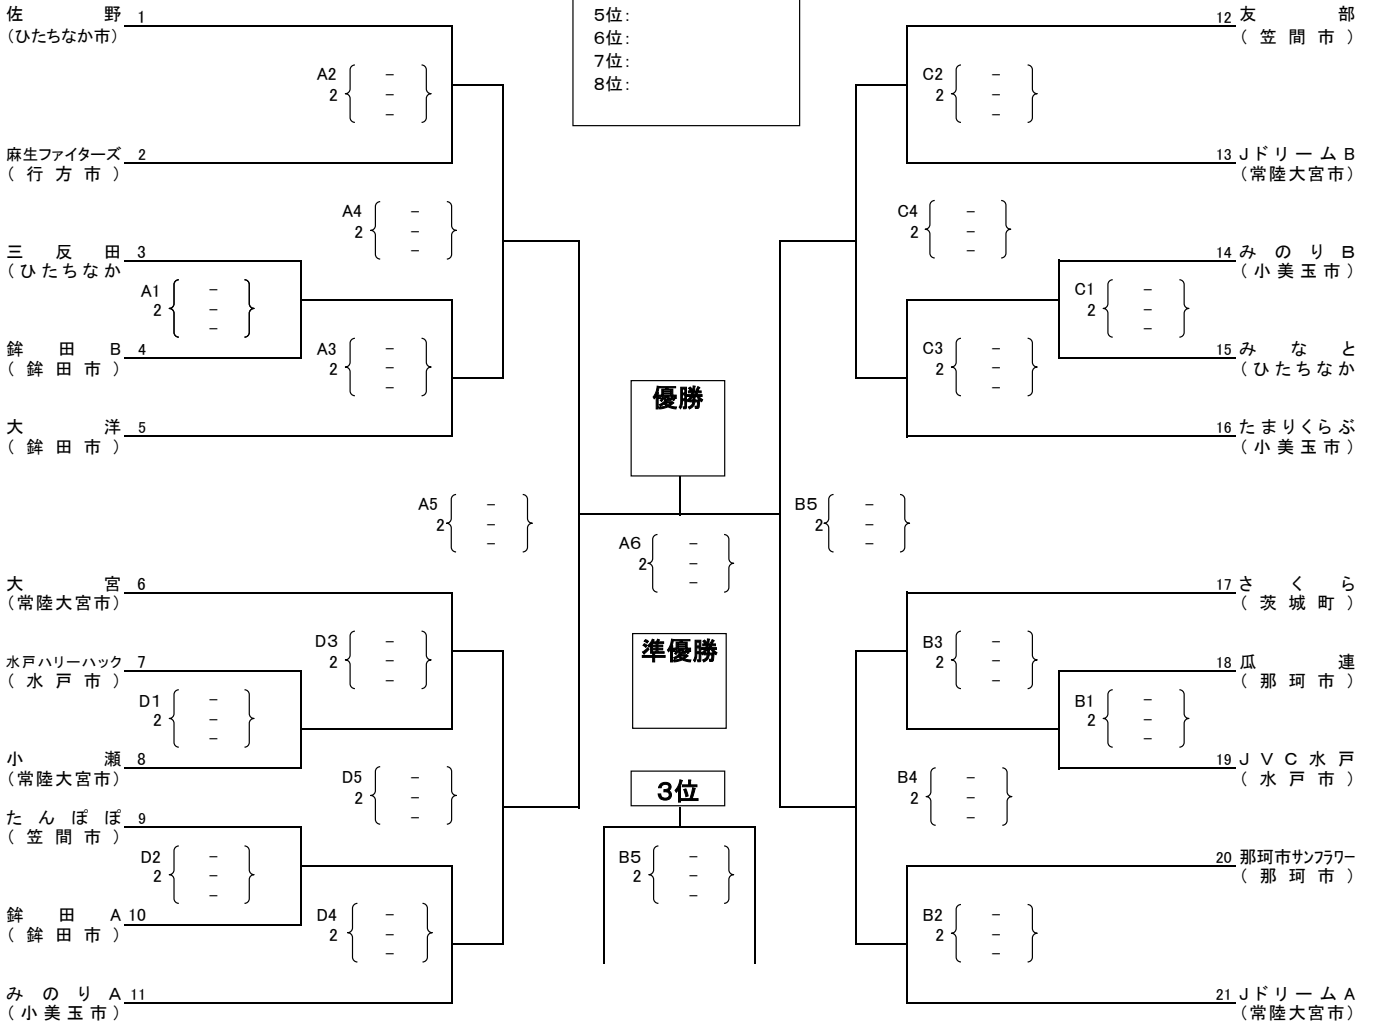 佐野 1
(ひたちなか市)
A2 -
2 -
-
麻生ファイターズ 2
(行方市)
A4 -
2 -
-
三反田 3
(ひたちなか
A1 -
2 -
-
鉾田B 4
(鉾田市)
A3 -
2 -
-
大洋 5
(鉾田市)
A5 -
2 -
-
大宮 6
(常陸大宮市)
D3 -
2 -
-
水戸ハリーハック 7
(水戸市)
D1 -
2 -
-
小瀬 8
(常陸大宮市)
D5 -
2 -
-
たんぽぽ 9
(笠間市)
D2 -
2 -
-
鉾田A 10
(鉾田市)
D4 -
2 -
-
みのりA 11
(小美玉市)
5位:
6位:
7位:
8位:
優勝
A6 -
2 -
-
準優勝
3位
B5 -
2 -
-
12 友部
(笠間市)
C2 -
2 -
-
13 JドリームB
(常陸大宮市)
C4 -
2 -
-
14 みのりB
(小美玉市)
C1 -
2 -
-
15 みなと
(ひたちなか
C3 -
2 -
-
16 たまりくらぶ
(小美玉市)
B5 -
2 -
-
17 さくら
(茨城町)
B3 -
2 -
-
18 瓜連
(那珂市)
B1 -
2 -
-
19 JVC水戸
(水戸市)
B4 -
2 -
-
20 那珂市サンフラワー
(那珂市)
B2 -
2 -
-
21 JドリームA
(常陸大宮市)